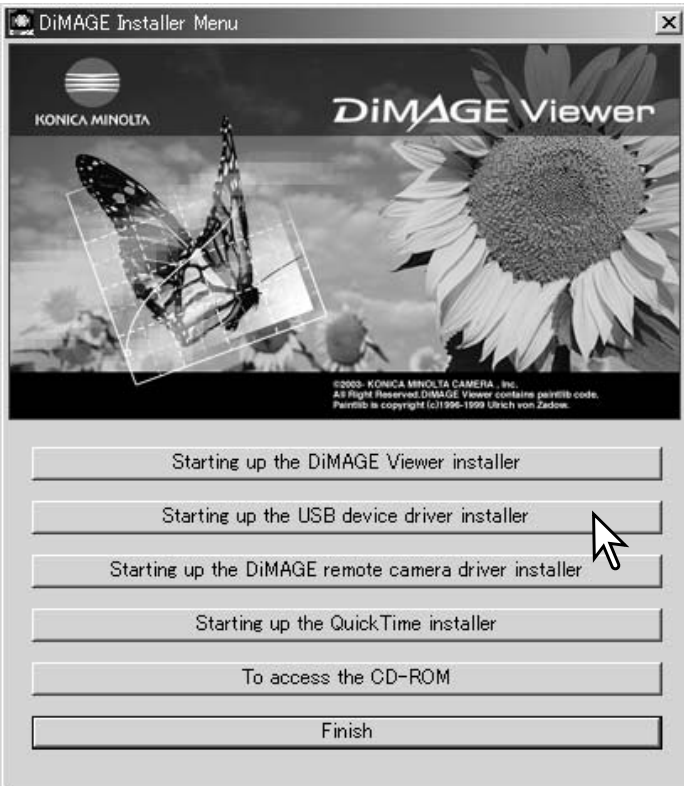 DiMAGE Installer Menu
KONICA MINOLTA
DiMAGE Viewer
©2003- KONICA MINOLTA CAMERA , Inc.
All Right Reserved.DiMAGE Viewer contains paintlib code.
Paintlib is copyright (c)1996-1999 Ulrich von Zadow.
Starting up the DiMAGE Viewer installer
Starting up the USB device driver installer
Starting up the DiMAGE remote camera driver installer
Starting up the QuickTime installer
To access the CD-ROM
Finish